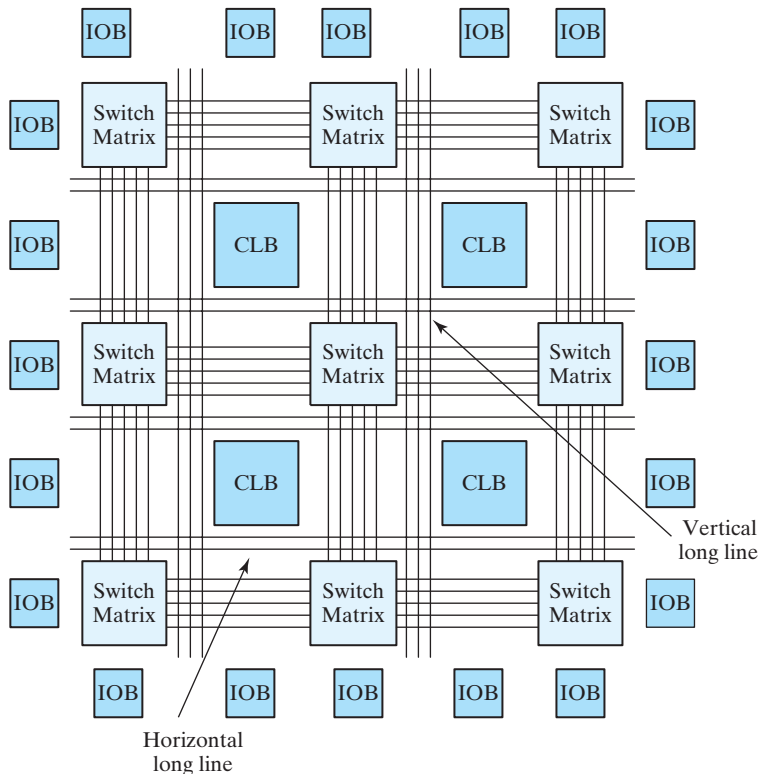 IOB IOB IOB IOB IOB
IOB Switch Matrix Switch Matrix Switch Matrix IOB
IOB CLB CLB IOB
IOB Switch Matrix Switch Matrix Switch Matrix IOB
IOB CLB CLB IOB
Vertical
long line
IOB Switch Matrix Switch Matrix Switch Matrix IOB
IOB IOB IOB IOB IOB
Horizontal
long line